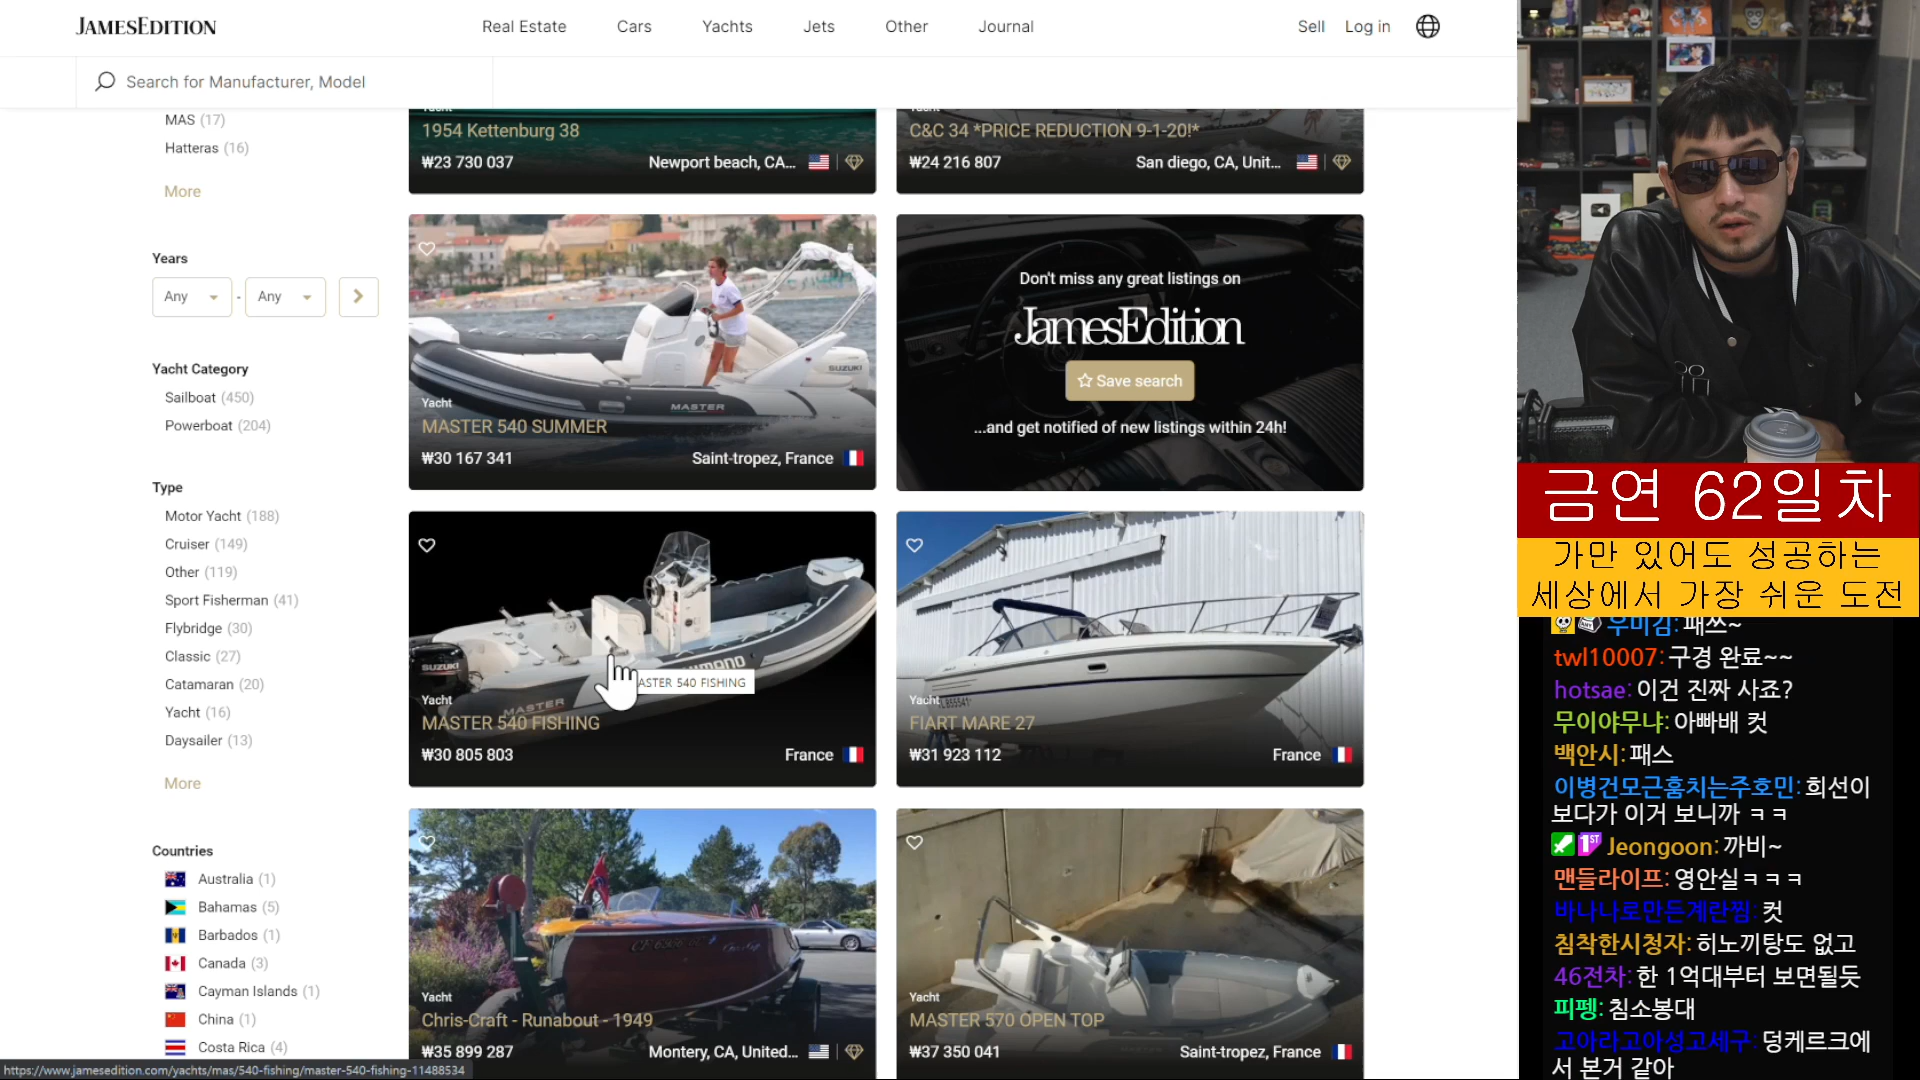 JAMESEDITION
Real Estate
Cars
Yachts
Jets
Other
Journal
Sell
Log in
Search for Manufacturer, Model
MAS (17)
Hatteras (16)
More
Years
Any
-
Any
Yacht Category
Sailboat (450)
Powerboat (204)
Type
Motor Yacht (188)
Cruiser (149)
Other (119)
Sport Fisherman (41)
Flybridge (30)
Classic (27)
Catamaran (20)
Yacht (16)
Daysailer (13)
More
Countries
Australia (1)
Bahamas (5)
Barbados (1)
Canada (3)
Cayman Islands (1)
China (1)
Costa Rica (4)
https://www.jamesedition.com/yachts/mas/540-fishing/master-540-fishing-11488534
Yacht
1954 Kettenburg 38
₩23 730 037
Newport beach, CA...
Yacht
C&C 34 *PRICE REDUCTION 9-1-20!*
₩24 216 807
San diego, CA, Unit...
SUZUKI
MASTER
Yacht
MASTER 540 SUMMER
₩30 167 341
Saint-tropez, France
Don't miss any great listings on
JamesEdition
Save search
...and get notified of new listings within 24h!
SUZUKI
MASTER
ASTER 540 FISHING
Yacht
MASTER 540 FISHING
₩30 805 803
France
Yacht
FIART MARE 27
₩31 923 112
France
Yacht
Chris-Craft - Runabout - 1949
₩35 899 287
Montery, CA, United...
Yacht
MASTER 570 OPEN TOP
₩37 350 041
Saint-tropez, France
금연 62일차
가만 있어도 성공하는
세상에서 가장 쉬운 도전
우미김: 패쓰~
twl10007: 구경 완료~~
hotsae: 이건 진짜 사죠?
무이야무냐: 아빠배 컷
백안시: 패스
이병건모근훔치는주호민: 희선이
보다가 이거 보니까 ㅋㅋ
1ST Jeongoon: 까비~
맨들라이프: 영안실ㅋㅋㅋ
바나나로만든계란찜: 컷
침착한시청자: 히노끼탕도 없고
46전차: 한 1억대부터 보면될듯
피펭: 침소봉대
고아라고아성고세구: 덩케르크에
서 본거 같아